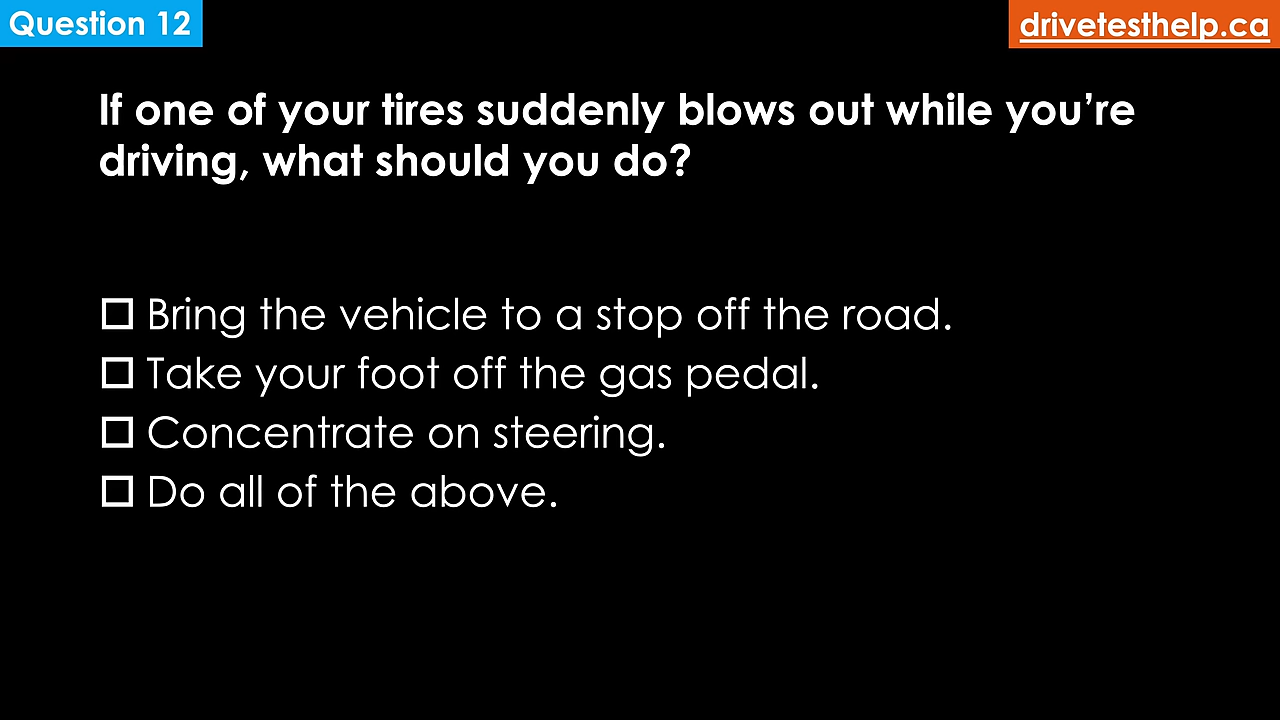 Question 12
drivetesthelp.ca
If one of your tires suddenly blows out while you’re
driving, what should you do?
Bring the vehicle to a stop off the road.
Take your foot off the gas pedal.
Concentrate on steering.
Do all of the above.